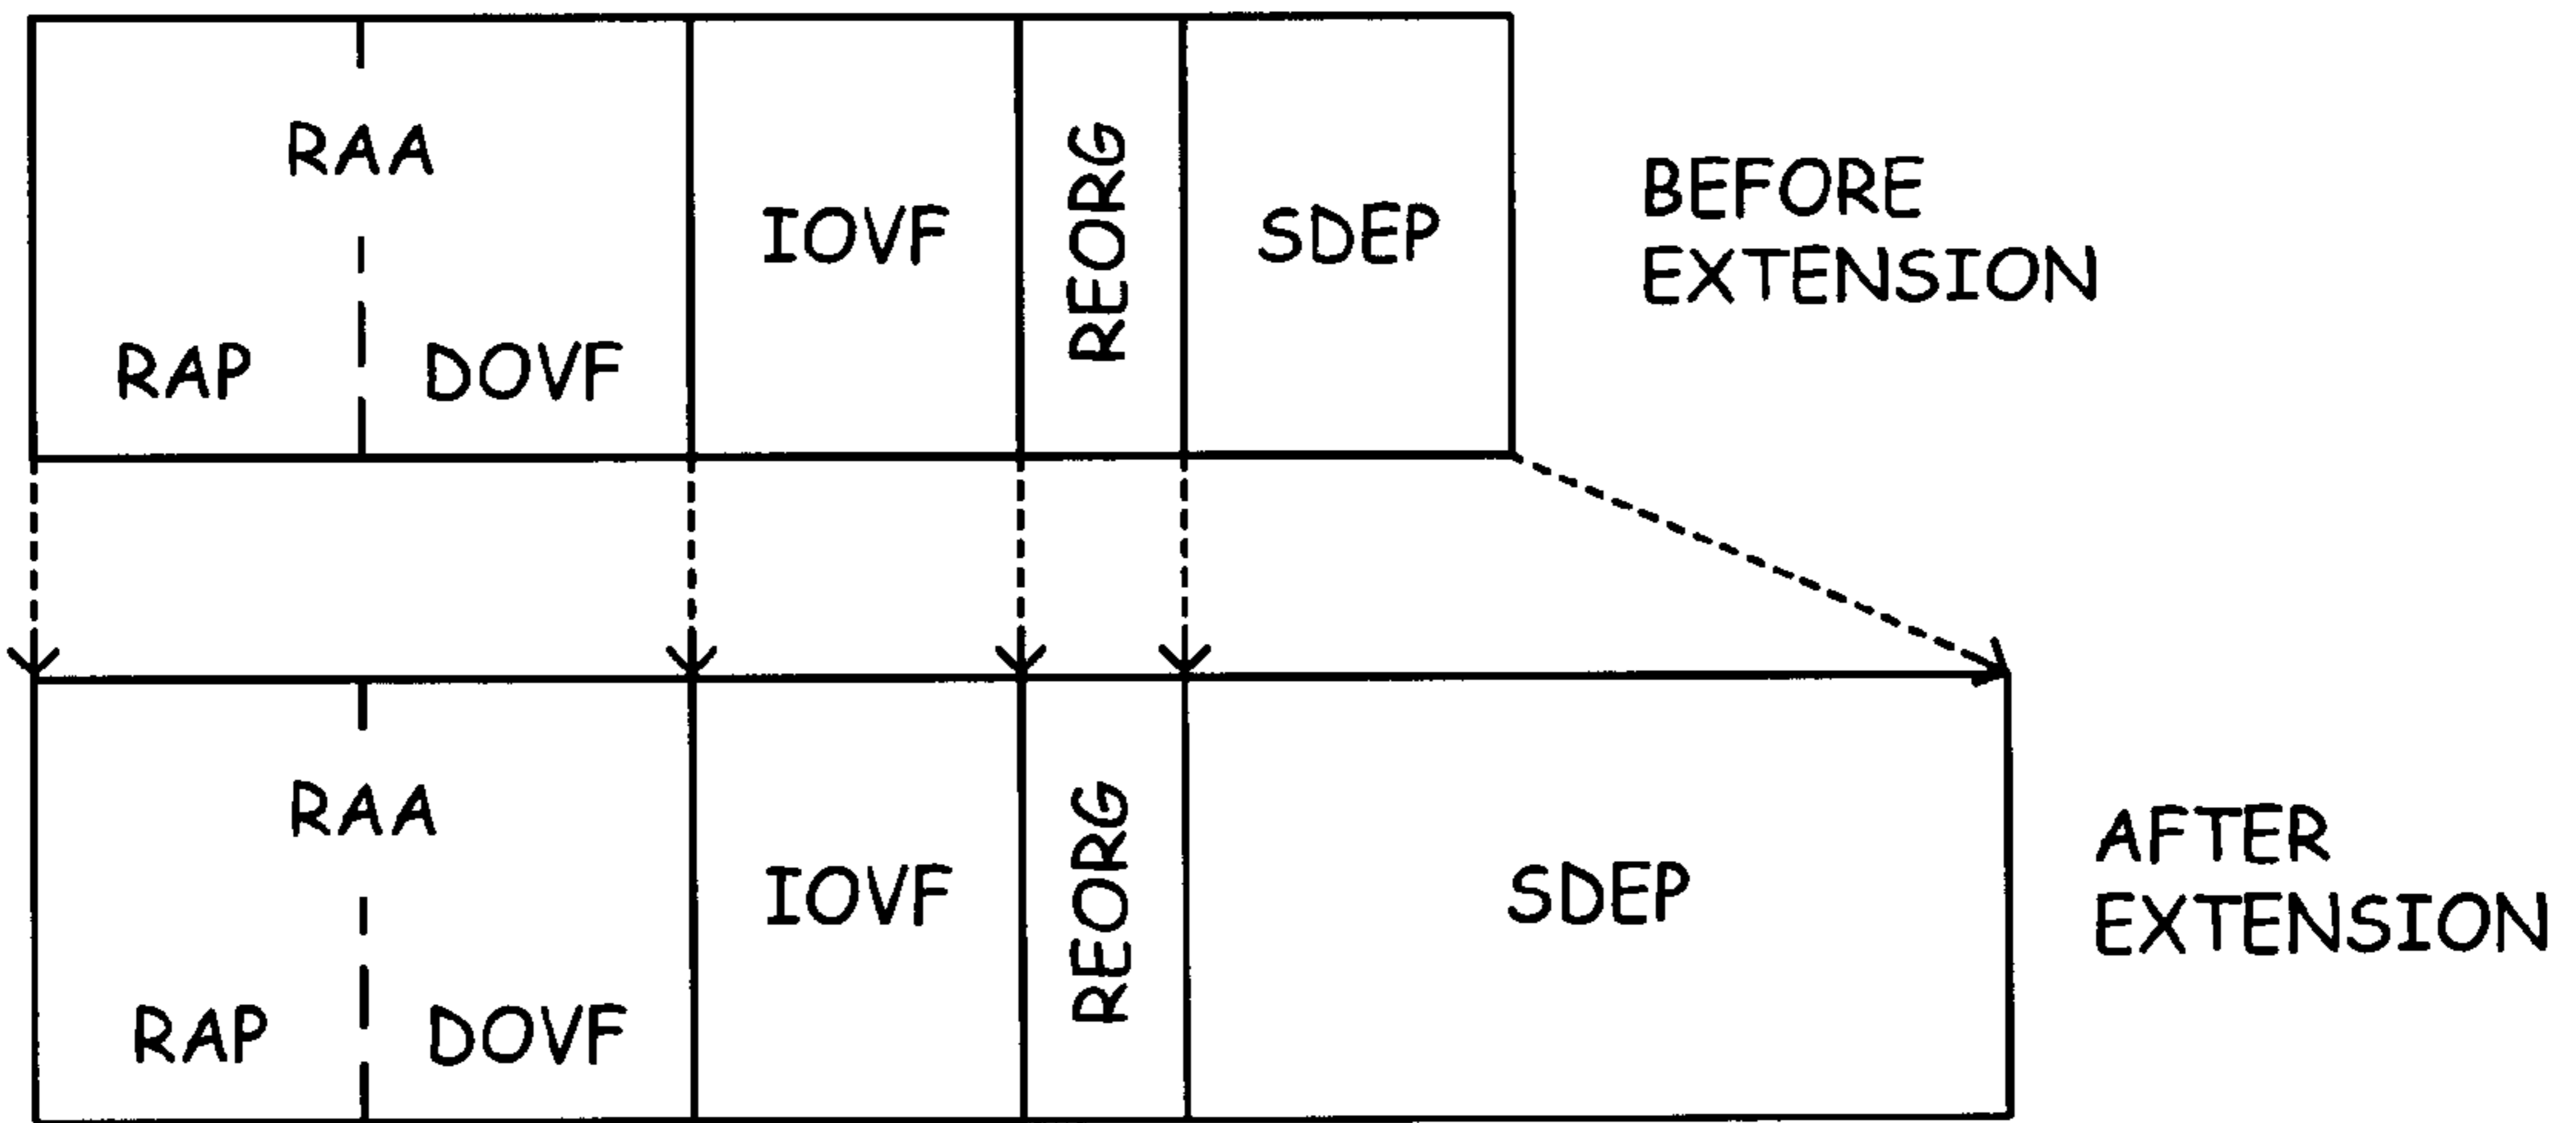 RAA
RAP
DOVF
IOVF
REORG
SDEP
BEFORE
EXTENSION
RAA
RAP
DOVF
IOVF
REORG
SDEP
AFTER
EXTENSION